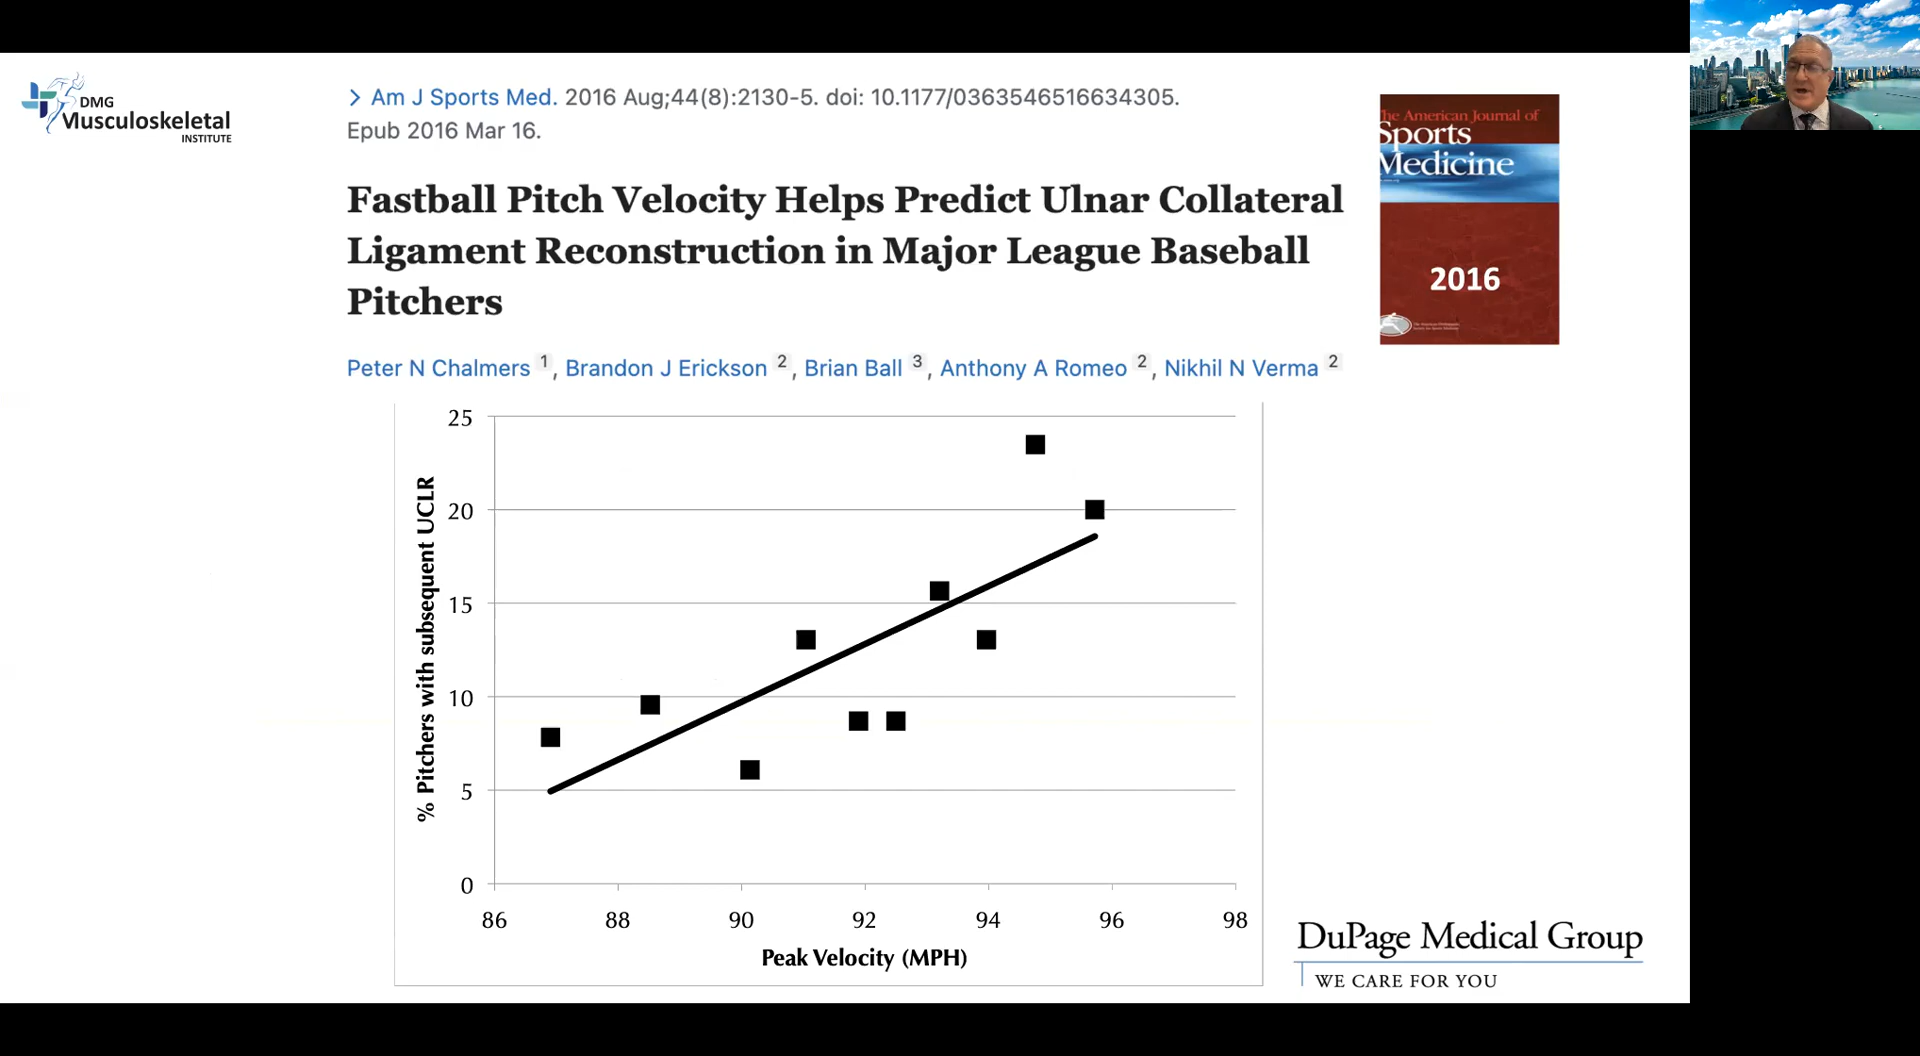 DMG
Musculoskeletal
INSTITUTE
> Am J Sports Med. 2016 Aug;44(8):2130-5. doi: 10.1177/0363546516634305.
Epub 2016 Mar 16.
Fastball Pitch Velocity Helps Predict Ulnar Collateral
Ligament Reconstruction in Major League Baseball
Pitchers
Peter N Chalmers 1, Brandon J Erickson 2, Brian Ball 3, Anthony A Romeo 2, Nikhil N Verma 2
he American Journal of
Sports
Medicine
2016
% Pitchers with subsequent UCLR
25
20
15
10
5
0
86 88 90 92 94 96 98
Peak Velocity (MPH)
DuPage Medical Group
WE CARE FOR YOU